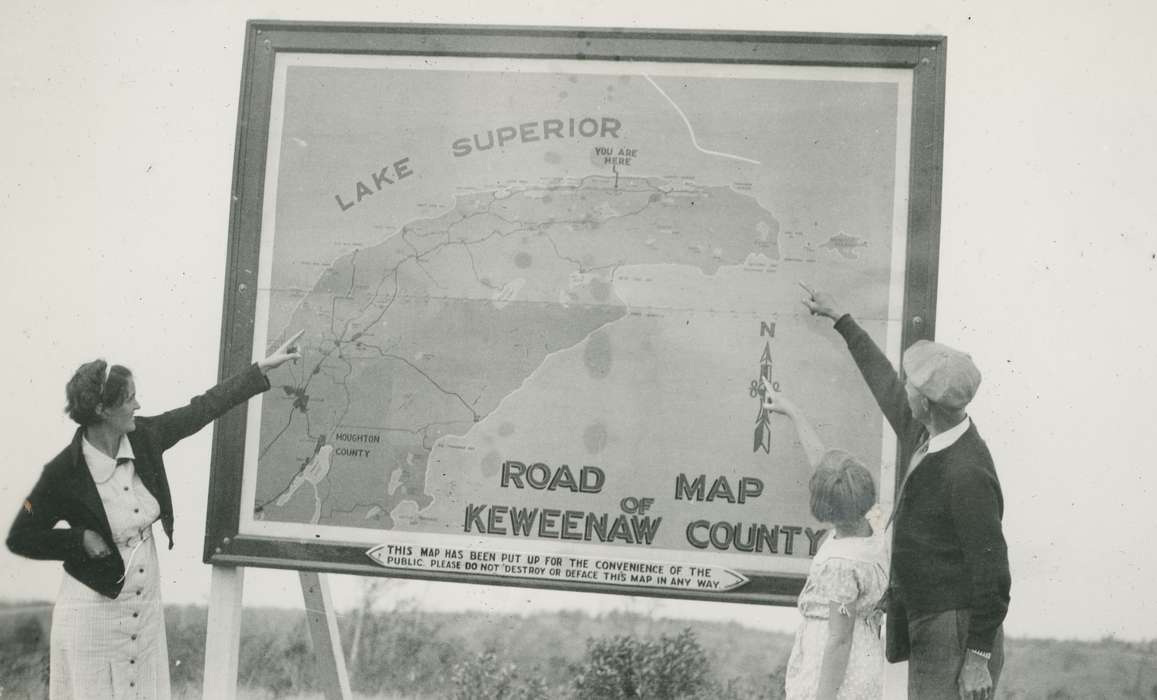 LAKE SUPERIOR
YOU ARE
HERE
N
HOUGHTON
COUNTY
ROAD MAP
OF
KEWEENAW COUNTY
THIS MAP HAS BEEN PUT UP FOR THE CONVENIENCE OF THE
PUBLIC. PLEASE DO NOT DESTROY OR DEFACE THIS MAP IN ANY WAY.